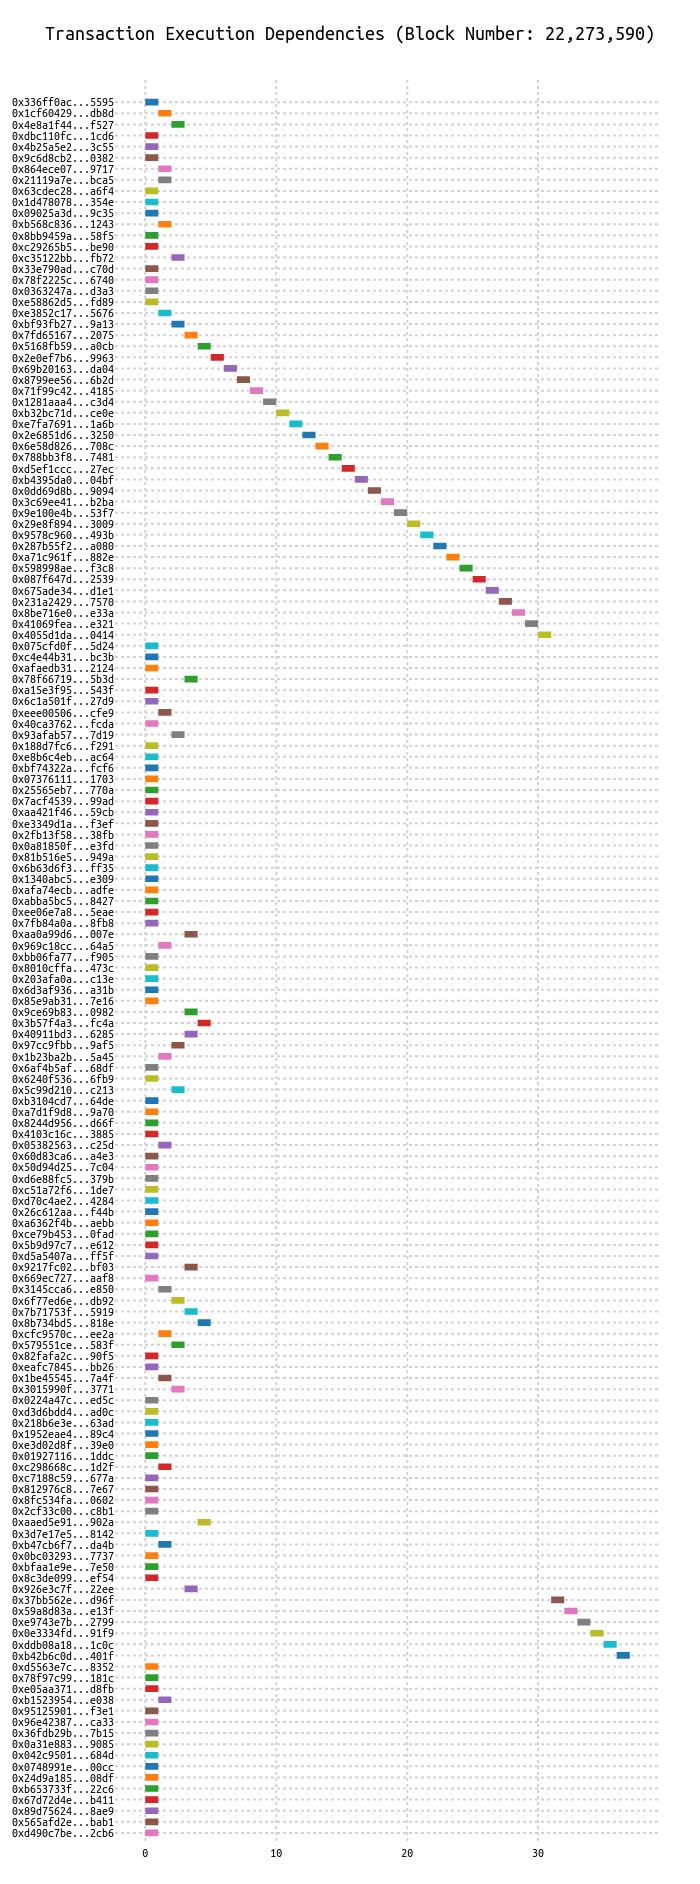 Transaction Execution Dependencies (Block Number: 22,273,590)
0x336ff0ac...5595
0x1cf60429...db8d
0x4e8a1f44...f527
0xdbc110fc...1cd6
0x4b25a5e2...3c55
0x9c6d8cb2...0382
0x864ece07...9717
0x21119a7e...bca5
0x63cdec28...a6f4
0x1d478078...354e
0x09025a3d...9c35
0xb568c836...1243
0x8bb9459a...58f5
0xc29265b5...be90
0xc35122bb...fb72
0x33e790ad...c70d
0x78f2225c...6740
0x0363247a...d3a3
0xe58862d5...fd89
0xe3852c17...5676
0xbf93fb27...9a13
0x7fd65167...2075
0x5168fb59...a0cb
0x2e0ef7b6...9963
0x69b20163...da04
0x8799ee56...6b2d
0x71f99c42...4185
0x1281aaa4...c3d4
0xb32bc71d...ce0e
0xe7fa7691...1a6b
0x2e6851d6...3250
0x6e58d826...708c
0x788bb3f8...7481
0xd5ef1ccc...27ec
0xb4395da0...04bf
0x0dd69d8b...9094
0x3c69ee41...b2ba
0x9e100e4b...53f7
0x29e8f894...3009
0x9578c960...493b
0x287b55f2...a080
0xa71c961f...882e
0x598998ae...f3c8
0x087f647d...2539
0x675ade34...d1e1
0x231a2429...7570
0x8be716e0...e33a
0x41069fea...e321
0x4055d1da...0414
0x075cfd0f...5d24
0xc4e44b31...bc3b
0xafaedb31...2124
0x78f66719...5b3d
0xa15e3f95...543f
0x6c1a501f...27d9
0xeee00506...cfe9
0x40ca3762...fcda
0x93afab57...7d19
0x188d7fc6...f291
0xe8b6c4eb...ac64
0xbf74322a...fcf6
0x07376111...1703
0x25565eb7...770a
0x7acf4539...99ad
0xaa421f46...59cb
0xe3349d1a...f3ef
0x2fb13f58...38fb
0x0a81850f...e3fd
0x81b516e5...949a
0x6b63d6f3...ff35
0x1340abc5...e309
0xafa74ecb...adfe
0xabba5bc5...8427
0xee06e7a8...5eae
0x7fb84a0a...8fb8
0xaa0a99d6...007e
0x969c18cc...64a5
0xbb06fa77...f905
0x8010cffa...473c
0x203afa0a...c13e
0x6d3af936...a31b
0x85e9ab31...7e16
0x9ce69b83...0982
0x3b57f4a3...fc4a
0x40911bd3...6285
0x97cc9fbb...9af5
0x1b23ba2b...5a45
0x6af4b5af...68df
0x6240f536...6fb9
0x5c99d210...c213
0xb3104cd7...64de
0xa7d1f9d8...9a70
0x8244d956...d66f
0x4103c16c...3885
0x05382563...c25d
0x60d83ca6...a4e3
0x50d94d25...7c04
0xd6e88fc5...379b
0xc51a72f6...1de7
0xd70c4ae2...4284
0x26c612aa...f44b
0xa6362f4b...aebb
0xce79b453...0fad
0x5b9d97c7...e612
0xd5a5407a...ff5f
0x9217fc02...bf03
0x669ec727...aaf8
0x3145cca6...e850
0x6f77ed6e...db92
0x7b71753f...5919
0x8b734bd5...818e
0xcfc9570c...ee2a
0x579551ce...583f
0x82fafa2c...90f5
0xeafc7845...bb26
0x1be45545...7a4f
0x3015990f...3771
0x0224a47c...ed5c
0xd3d6bdd4...ad0c
0x218b6e3e...63ad
0x1952eae4...89c4
0xe3d02d8f...39e0
0x01927116...1ddc
0xc298668c...1d2f
0xc7188c59...677a
0x812976c8...7e67
0x8fc534fa...0602
0x2cf33c00...c8b1
0xaaed5e91...902a
0x3d7e17e5...8142
0xb47cb6f7...da4b
0x0bc03293...7737
0xbfaa1e9e...7e50
0x8c3de099...ef54
0x926e3c7f...22ee
0x37bb562e...d96f
0x59a8d83a...e13f
0xe9743e7b...2799
0x0e3334fd...91f9
0xddb08a18...1c0c
0xb42b6c0d...401f
0xd5563e7c...8352
0x78f97c99...181c
0xe05aa371...d8fb
0xb1523954...e038
0x95125901...f3e1
0x96e42387...ca33
0x36fdb29b...7b15
0x0a31e883...9085
0x042c9501...684d
0x0748991e...00cc
0x24d9a185...08df
0xb653733f...22c6
0x67d72d4e...b411
0x89d75624...8ae9
0x565afd2e...bab1
0xd490c7be...2cb6
0 10 20 30